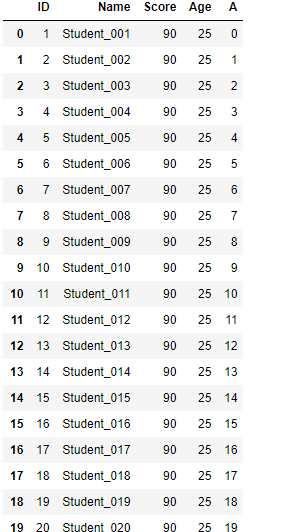 ID Name Score Age A
0 1 Student_001 90 25 0
1 2 Student_002 90 25 1
2 3 Student_003 90 25 2
3 4 Student_004 90 25 3
4 5 Student_005 90 25 4
5 6 Student_006 90 25 5
6 7 Student_007 90 25 6
7 8 Student_008 90 25 7
8 9 Student_009 90 25 8
9 10 Student_010 90 25 9
10 11 Student_011 90 25 10
11 12 Student_012 90 25 11
12 13 Student_013 90 25 12
13 14 Student_014 90 25 13
14 15 Student_015 90 25 14
15 16 Student_016 90 25 15
16 17 Student_017 90 25 16
17 18 Student_018 90 25 17
18 19 Student_019 90 25 18
19 20 Student_020 90 25 19